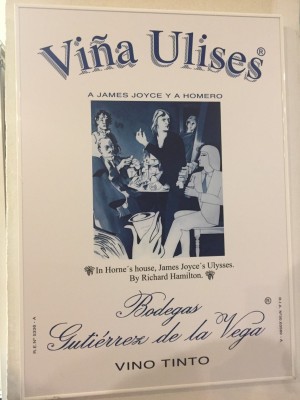 Viña Ulises®
A JAMES JOYCE Y A HOMERO
In Horne´s house, James Joyce´s Ulysses.
By Richard Hamilton.
Bodegas ®
Gutiérrez de la Vega
VINO TINTO